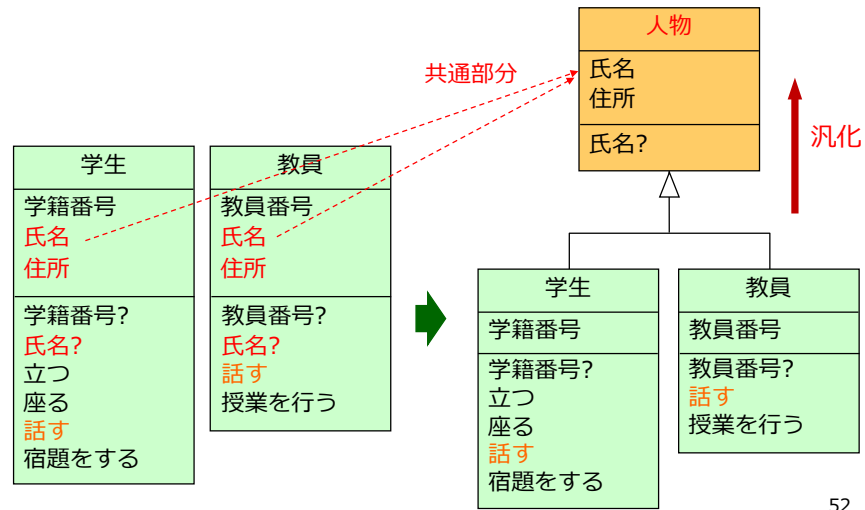 人物
氏名
住所
氏名?
共通部分
汎化
学生
学籍番号
氏名
住所
学籍番号?
氏名?
立つ
座る
話す
宿題をする
教員
教員番号
氏名
住所
教員番号?
氏名?
話す
授業を行う
学生
学籍番号
学籍番号?
立つ
座る
話す
宿題をする
教員
教員番号
教員番号?
話す
授業を行う
52